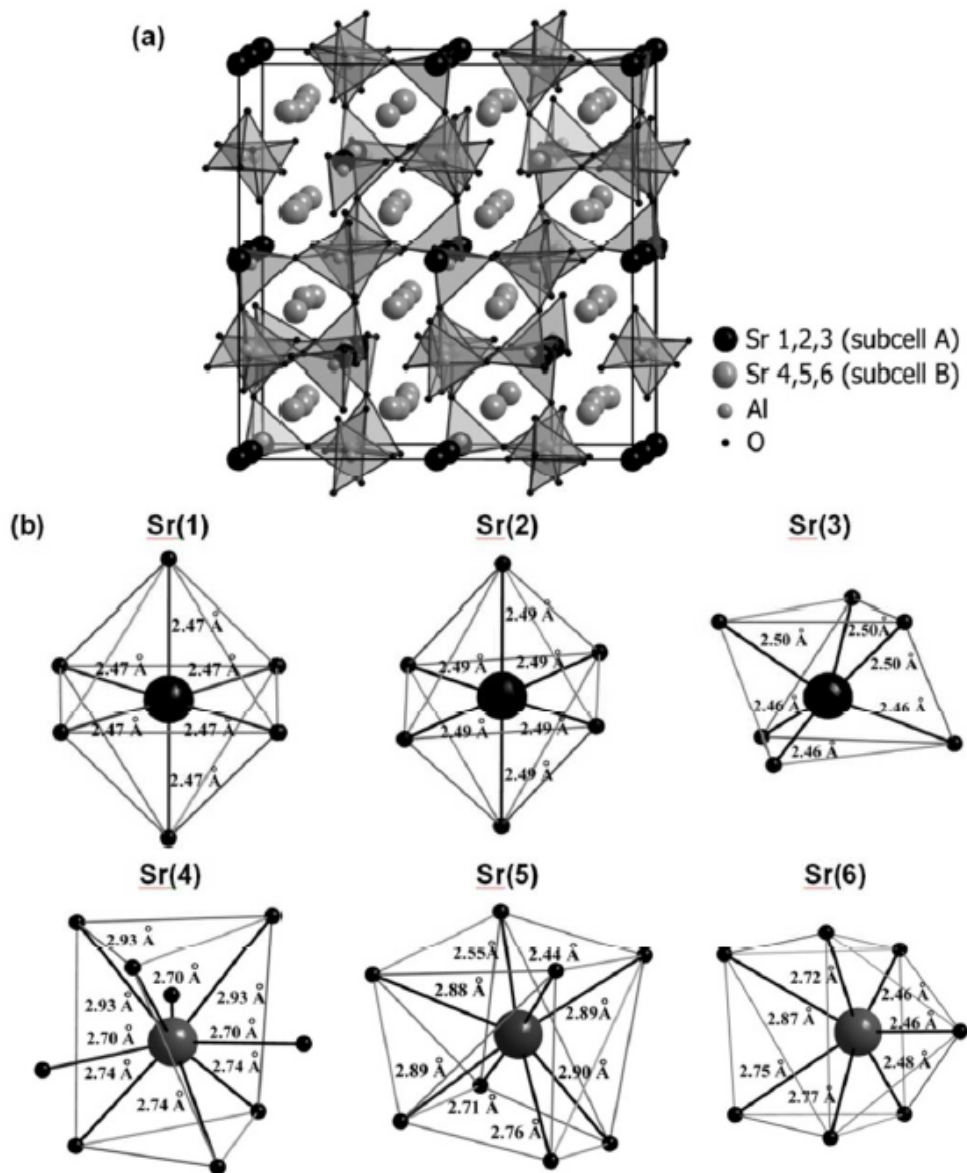 (a)
Sr 1,2,3 (subcell A)
Sr 4,5,6 (subcell B)
Al
O
(b)
Sr(1)
Sr(2)
Sr(3)
2.47 Å
2.47 Å
2.47 Å
2.47 Å
2.47 Å
2.47 Å
2.49 Å
2.49 Å
2.49 Å
2.49 Å
2.49 Å
2.49 Å
2.50 Å
2.50Å
2.50 Å
2.46 Å
2.46 Å
2.46 Å
Sr(4)
Sr(5)
Sr(6)
2.93 Å
2.70 Å
2.93 Å
2.93 Å
2.70 Å
2.70 Å
2.74 Å
2.74 Å
2.74 Å
2.55Å
2.44 Å
2.88 Å
2.89Å
2.89 Å
2.90 Å
2.71 Å
2.76 Å
2.72 Å
2.46 Å
2.87 Å
2.46 Å
2.75 Å
2.48 Å
2.77 Å